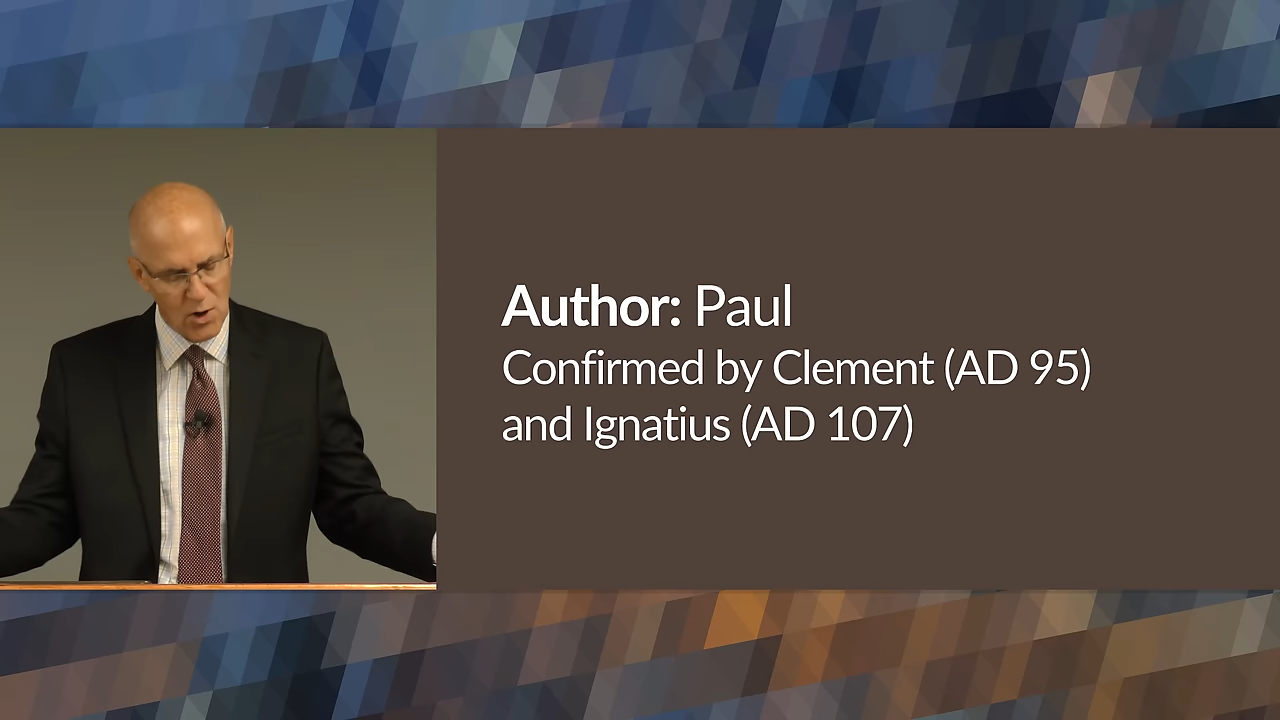 Author: Paul
Confirmed by Clement (AD 95)
and Ignatius (AD 107)